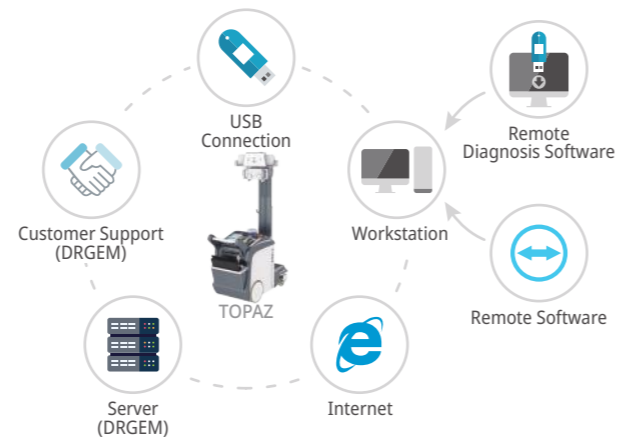 USB
Connection
Remote
Diagnosis Software
Customer Support
(DRGEM)
Workstation
TOPAZ
Remote Software
Server
(DRGEM)
Internet